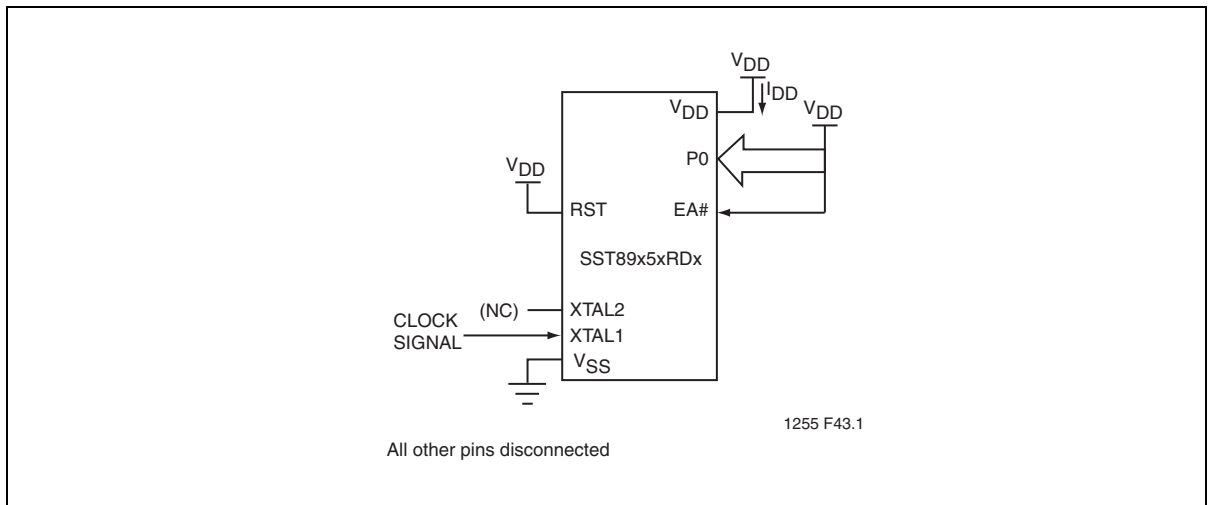 VDD
IDD
VDD
VDD
P0
VDD
RST
EA#
SST89x5xRDx
(NC)
XTAL2
CLOCK
SIGNAL
XTAL1
VSS
1255 F43.1
All other pins disconnected